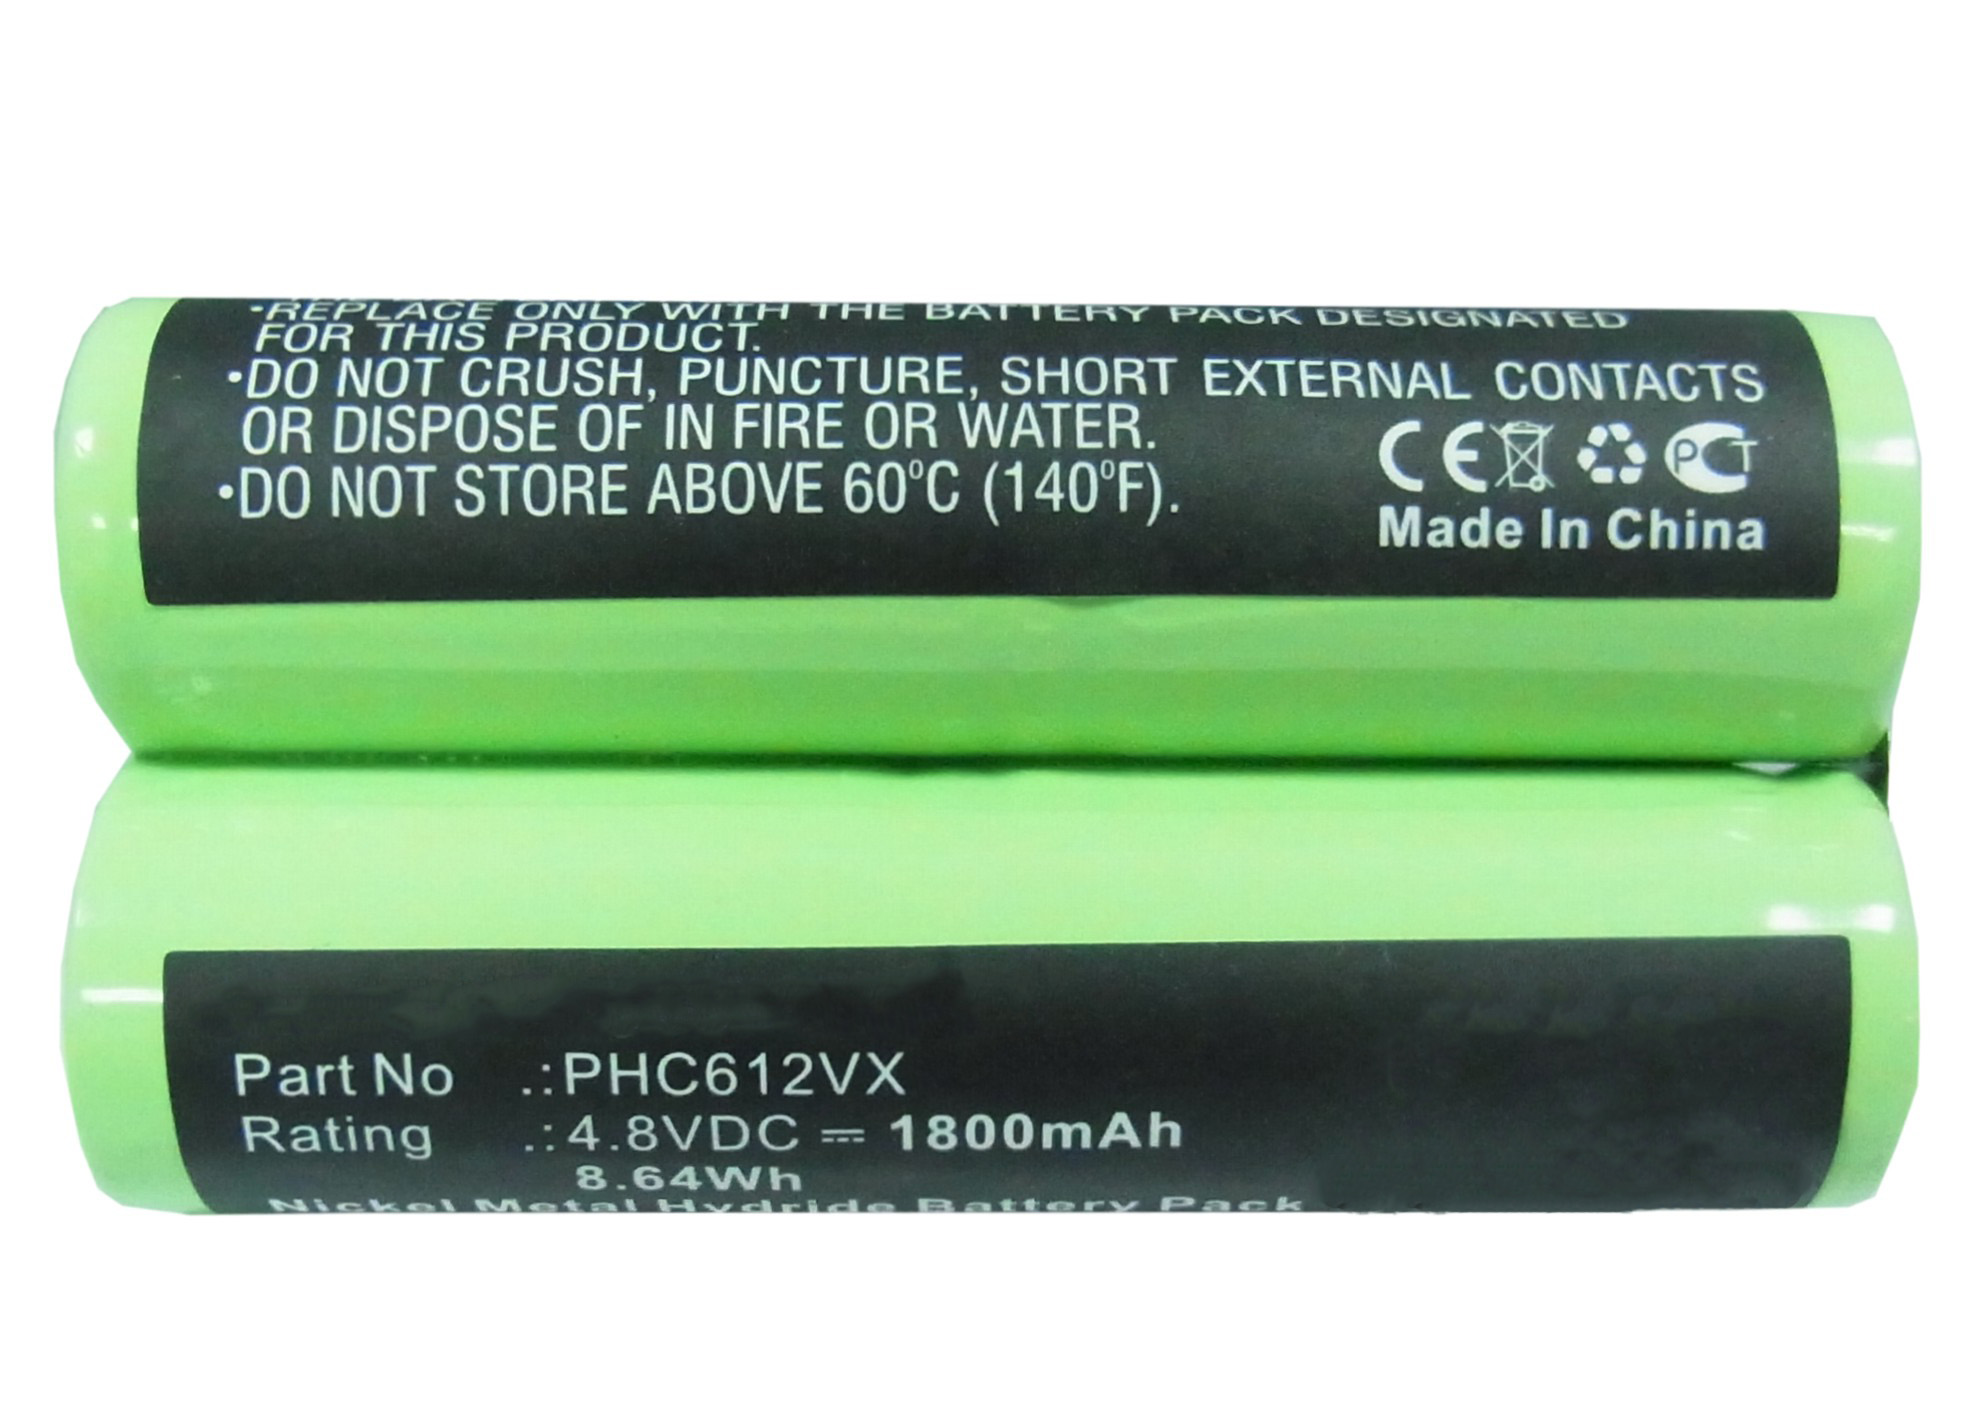 •REPLACE ONLY WITH THE BATTERY PACK DESIGNATED
FOR THIS PRODUCT.
•DO NOT CRUSH, PUNCTURE, SHORT EXTERNAL CONTACTS
OR DISPOSE OF IN FIRE OR WATER.
•DO NOT STORE ABOVE 60°C (140°F).
CE PCT
Made In China
Part No .:PHC612VX
Rating .:4.8VDC ⎓ 1800mAh
8.64Wh
Nickel Metal Hydride Battery Pack